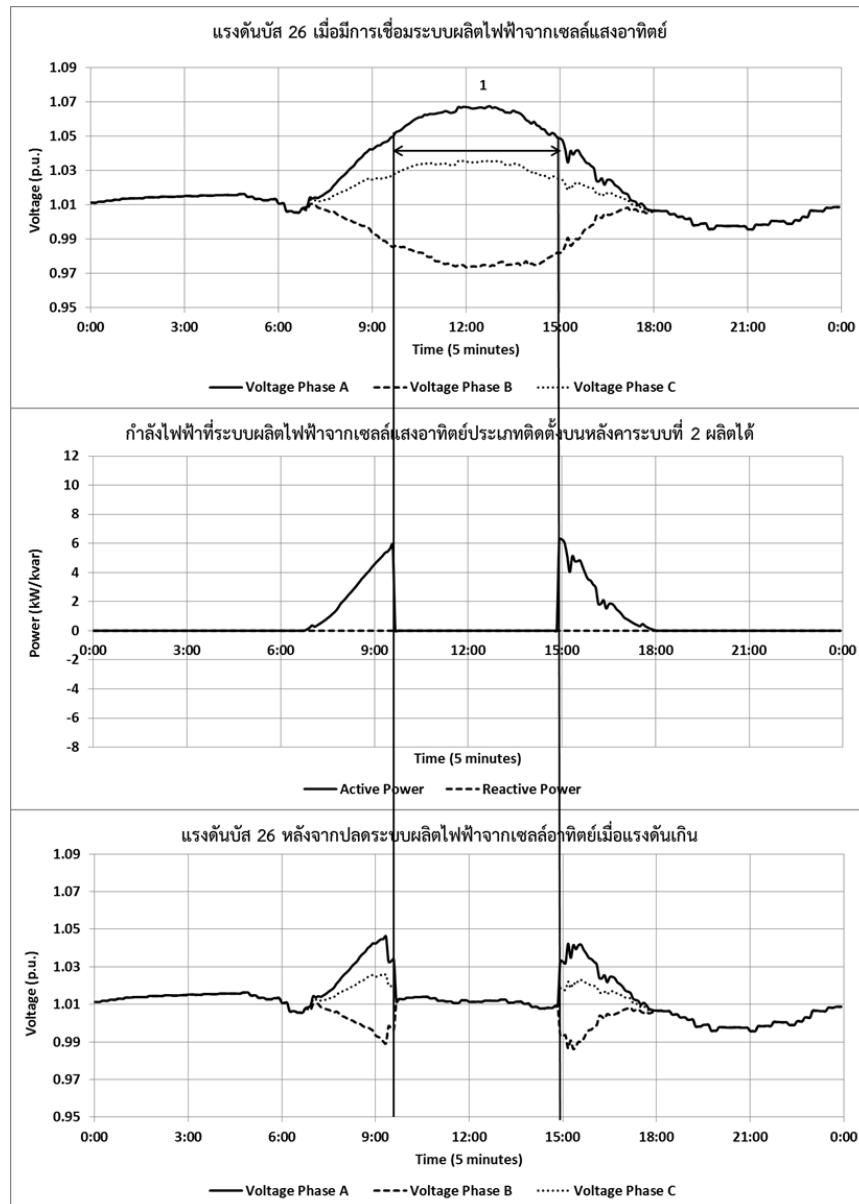 แรงดันบัส 26 เมื่อมีการเชื่อมระบบผลิตไฟฟ้าจากเซลล์แสงอาทิตย์
1.09
1.07
1.05
1.03
1.01
0.99
0.97
0.95
Voltage (p.u.)
1
0:00 3:00 6:00 9:00 12:00 15:00 18:00 21:00 0:00
Time (5 minutes)
Voltage Phase A Voltage Phase B Voltage Phase C
กำลังไฟฟ้าที่ระบบผลิตไฟฟ้าจากเซลล์แสงอาทิตย์ประเภทติดตั้งบนหลังคาระบบที่ 2 ผลิตได้
12
10
8
6
4
2
0
-2
-4
-6
-8
Power (kW/kvar)
0:00 3:00 6:00 9:00 12:00 15:00 18:00 21:00 0:00
Time (5 minutes)
Active Power Reactive Power
แรงดันบัส 26 หลังจากปลดระบบผลิตไฟฟ้าจากเซลล์อาทิตย์เมื่อแรงดันเกิน
1.09
1.07
1.05
1.03
1.01
0.99
0.97
0.95
Voltage (p.u.)
0:00 3:00 6:00 9:00 12:00 15:00 18:00 21:00 0:00
Time (5 minutes)
Voltage Phase A Voltage Phase B Voltage Phase C